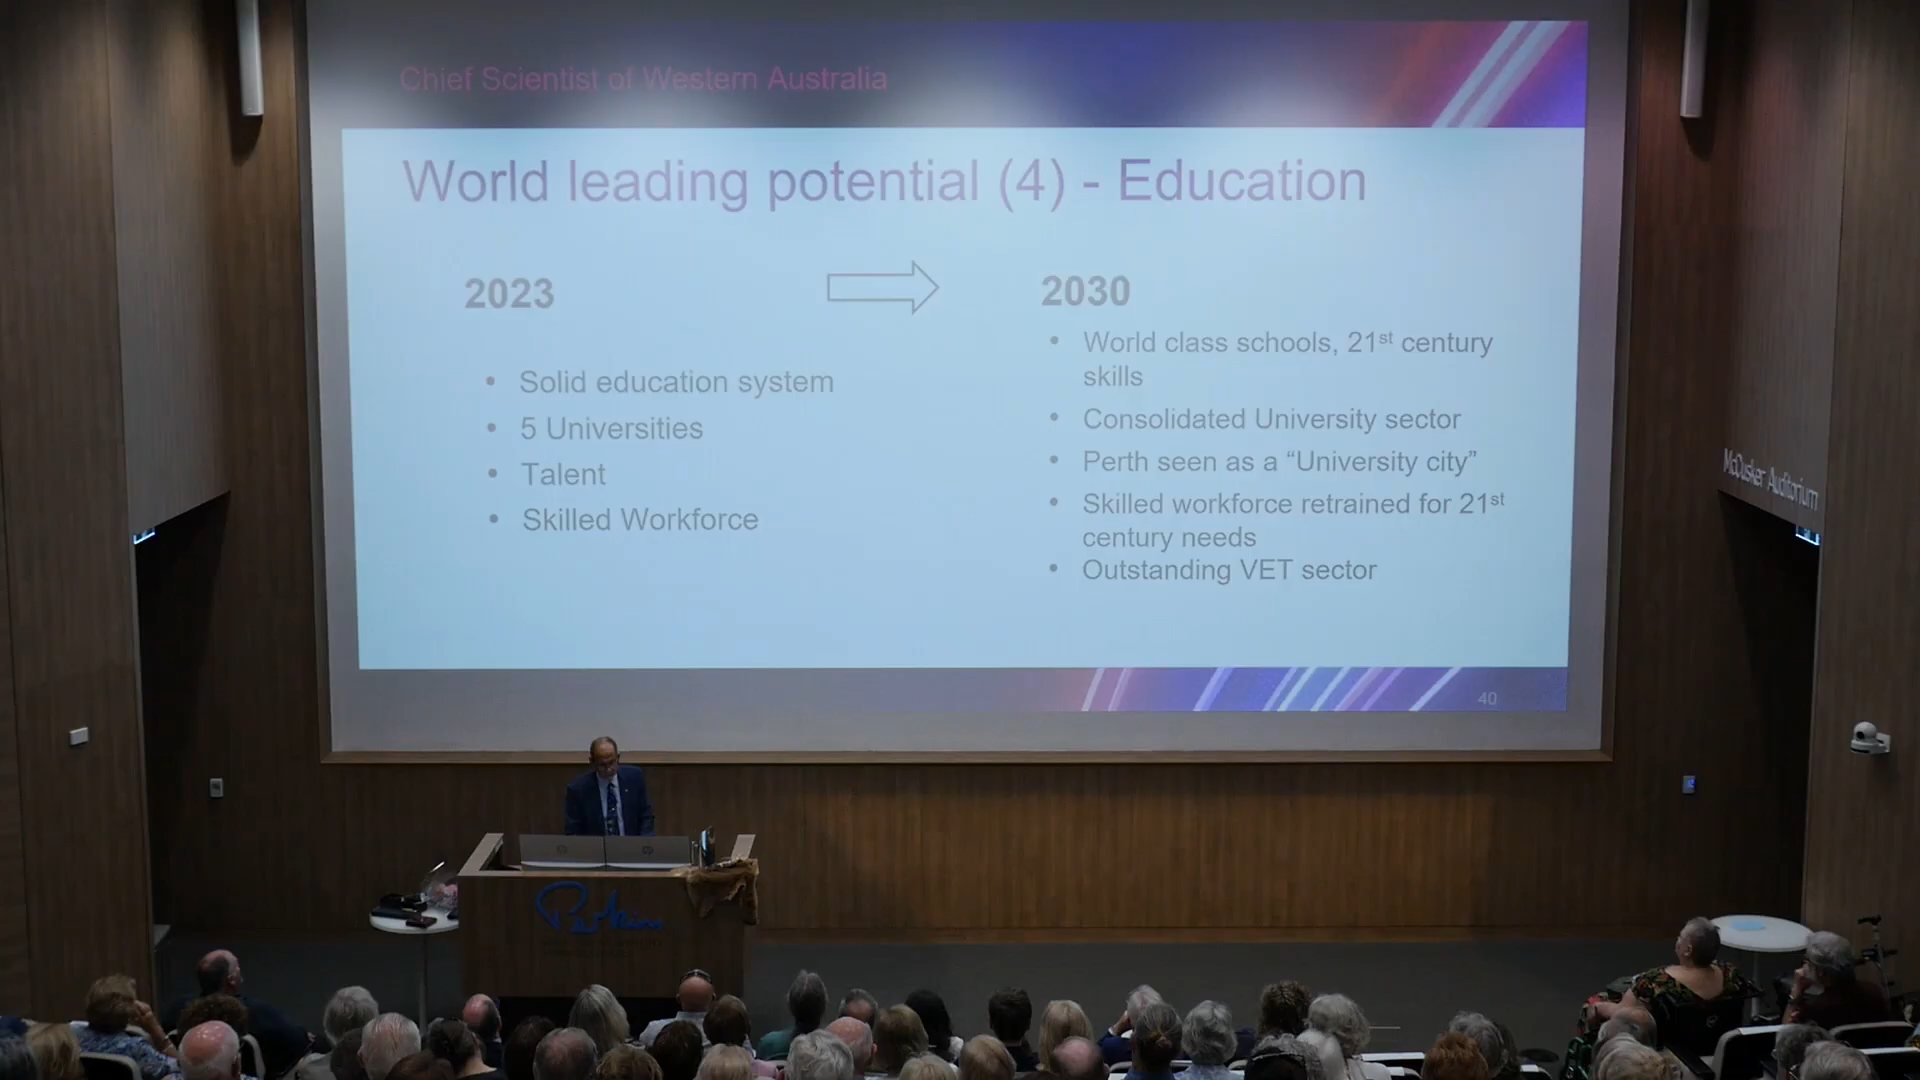 Chief Scientist of Western Australia
World leading potential (4) - Education
2023
• Solid education system
• 5 Universities
• Talent
• Skilled Workforce
2030
• World class schools, 21st century
skills
• Consolidated University sector
• Perth seen as a “University city”
• Skilled workforce retrained for 21st
century needs
• Outstanding VET sector
40
McCusker Auditorium
Perkins